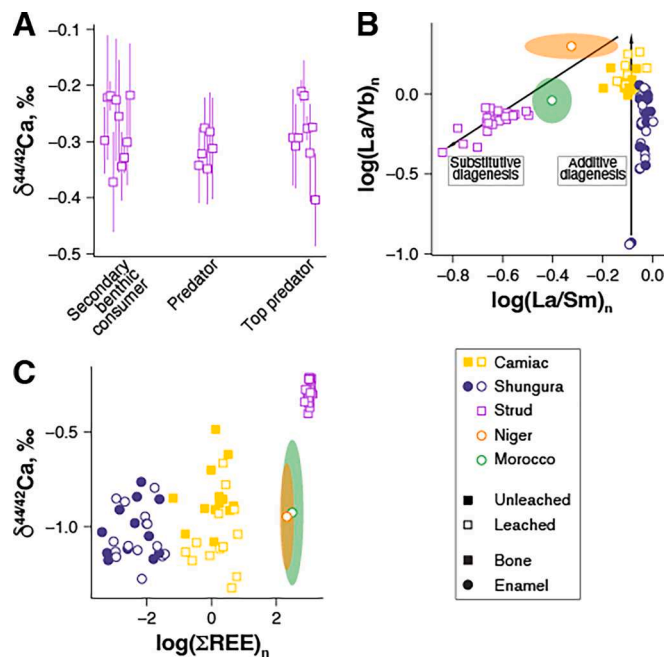 A
δ⁴⁴/⁴²Ca, ‰
−0.1
−0.2
−0.3
−0.4
−0.5
Secondary
benthic
consumer
Predator
Top predator
B
log(La/Yb)ₙ
0.5
0.0
−0.5
−1.0
Substitutive
diagenesis
Additive
diagenesis
−0.8 −0.6 −0.4 −0.2 0.0
log(La/Sm)ₙ
C
δ⁴⁴/⁴²Ca, ‰
−0.5
−1.0
−2 0 2
log(ΣREE)ₙ
Camiac
Shungura
Strud
Niger
Morocco
Unleached
Leached
Bone
Enamel